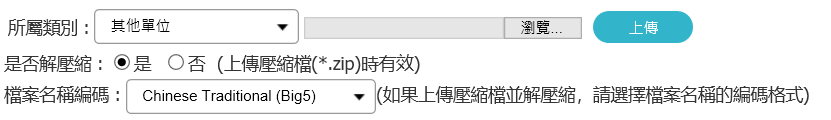 所屬類別：其他單位 瀏覽... 上傳
是否解壓縮：是 否 (上傳壓縮檔(*.zip)時有效)
檔案名稱編碼：Chinese Traditional (Big5) (如果上傳壓縮檔並解壓縮，請選擇檔案名稱的編碼格式)